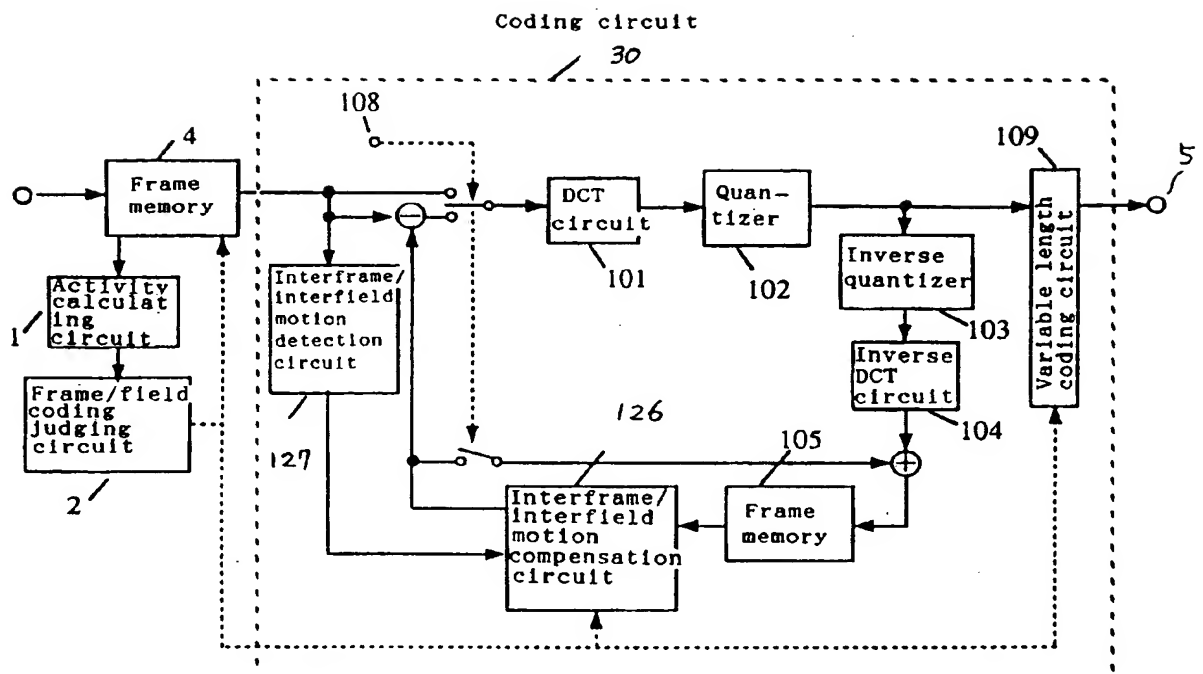 Coding circuit
30
108
4
109
5
Frame
memory
DCT
circuit
101
Quan-
tizer
102
Variable length
coding circuit
Activity
calculat
ing
circuit
1
Interframe/
interfield
motion
detection
circuit
127
Inverse
quantizer
103
Inverse
DCT
circuit
104
Frame/field
coding
judging
circuit
2
126
105
Interframe/
interfield
motion
compensation
circuit
Frame
memory